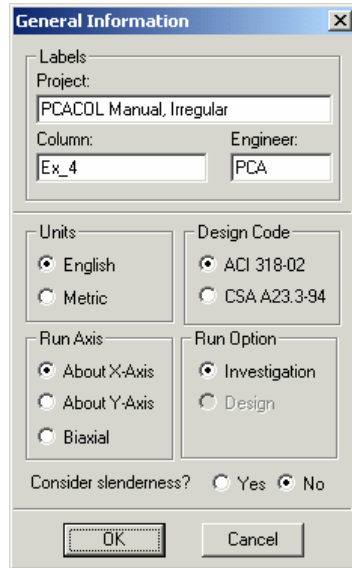 General Information
Labels
Project:
PCACOL Manual, Irregular
Column: Engineer:
Ex_4 PCA
Units Design Code
English ACI 318-02
Metric CSA A23.3-94
Run Axis Run Option
About X-Axis Investigation
About Y-Axis Design
Biaxial
Consider slenderness? Yes No
OK Cancel